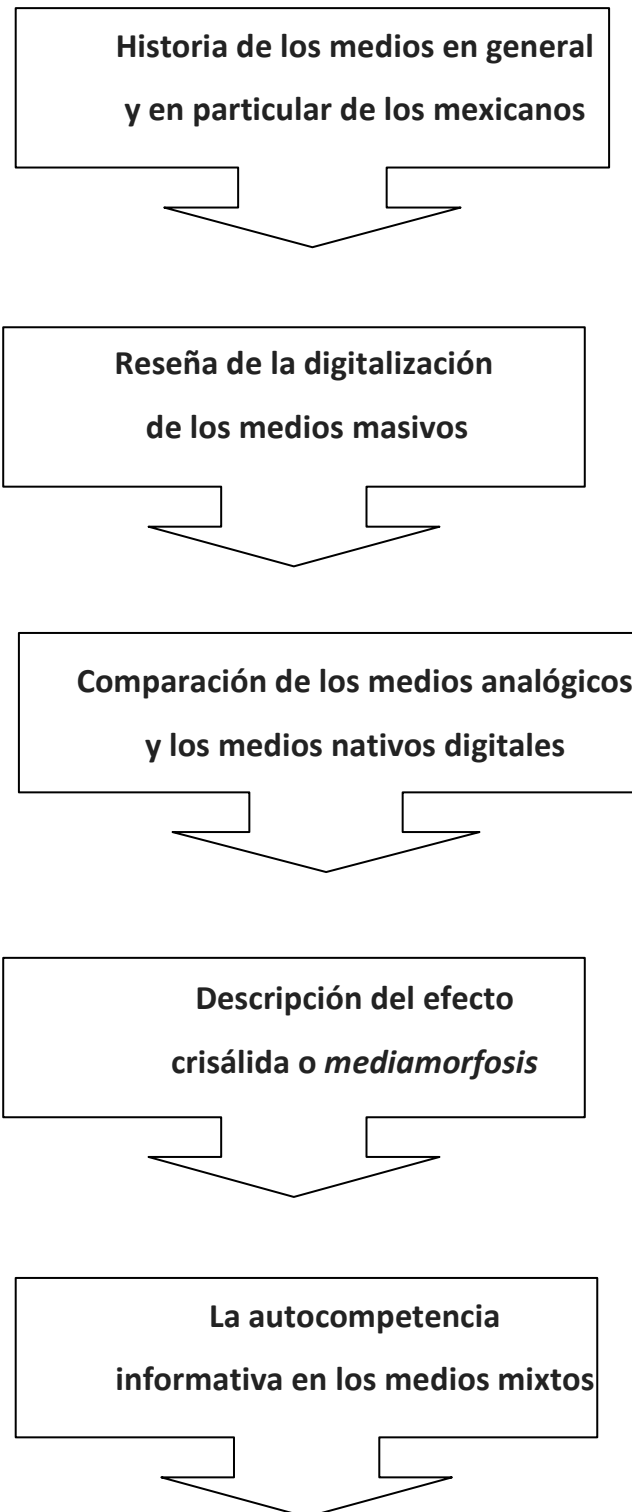 Historia de los medios en general
y en particular de los mexicanos
Reseña de la digitalización
de los medios masivos
Comparación de los medios analógicos
y los medios nativos digitales
Descripción del efecto
crisálida o mediamorfosis
La autocompetencia
informativa en los medios mixtos